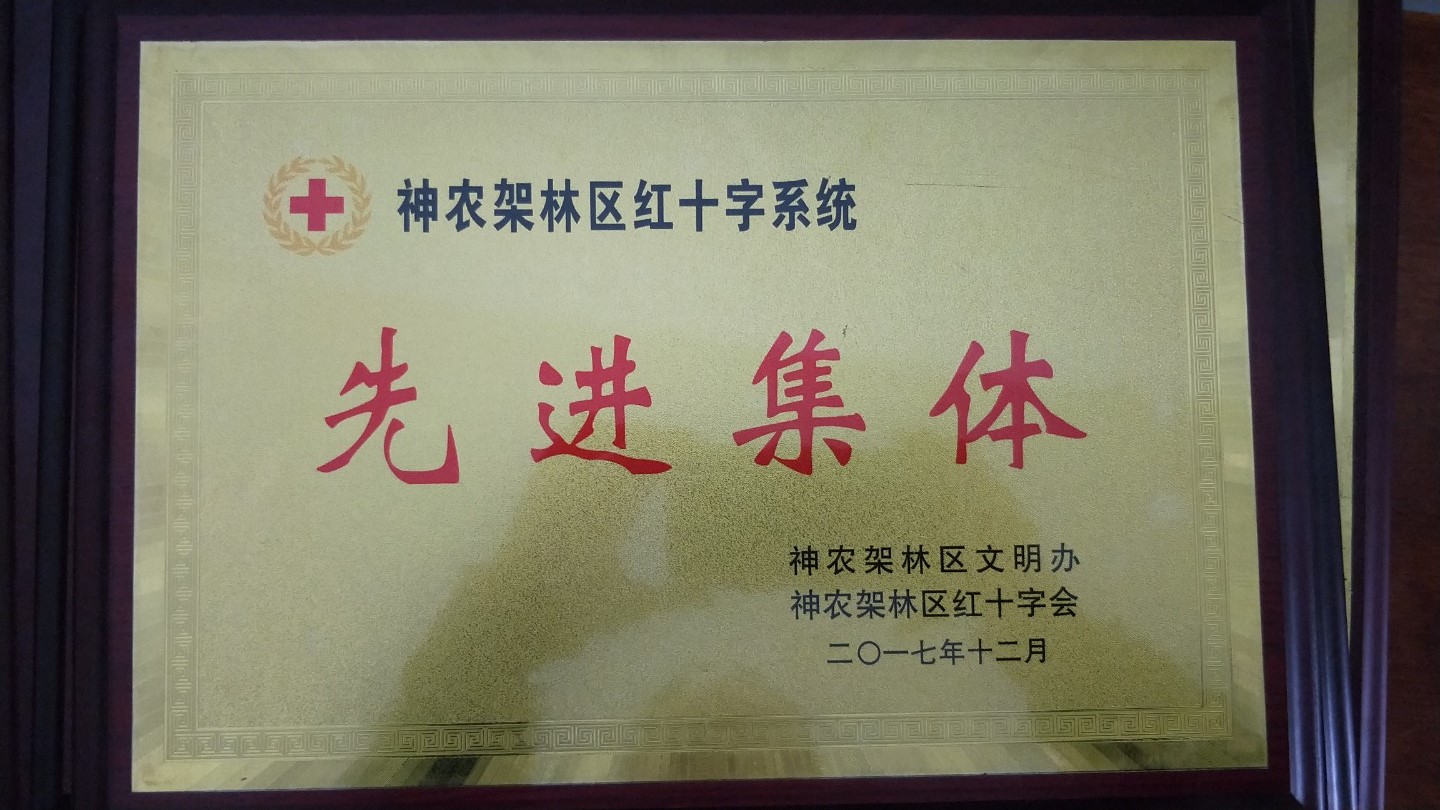 神农架林区红十字系统
先进集体
神农架林区文明办
神农架林区红十字会
二〇一七年十二月